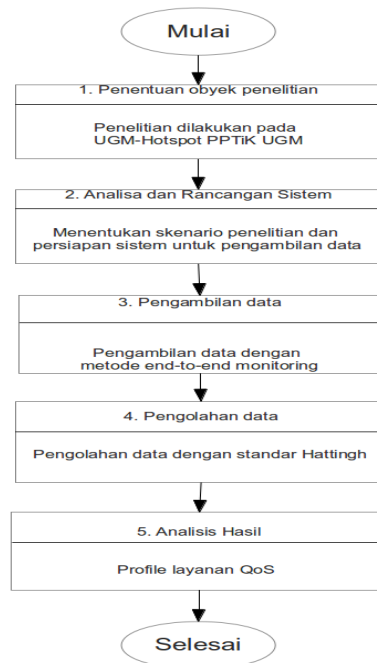 Mulai
1. Penentuan obyek penelitian
Penelitian dilakukan pada
UGM-Hotspot PPTiK UGM
2. Analisa dan Rancangan Sistem
Menentukan skenario penelitian dan
persiapan sistem untuk pengambilan data
3. Pengambilan data
Pengambilan data dengan
metode end-to-end monitoring
4. Pengolahan data
Pengolahan data dengan standar Hattingh
5. Analisis Hasil
Profile layanan QoS
Selesai